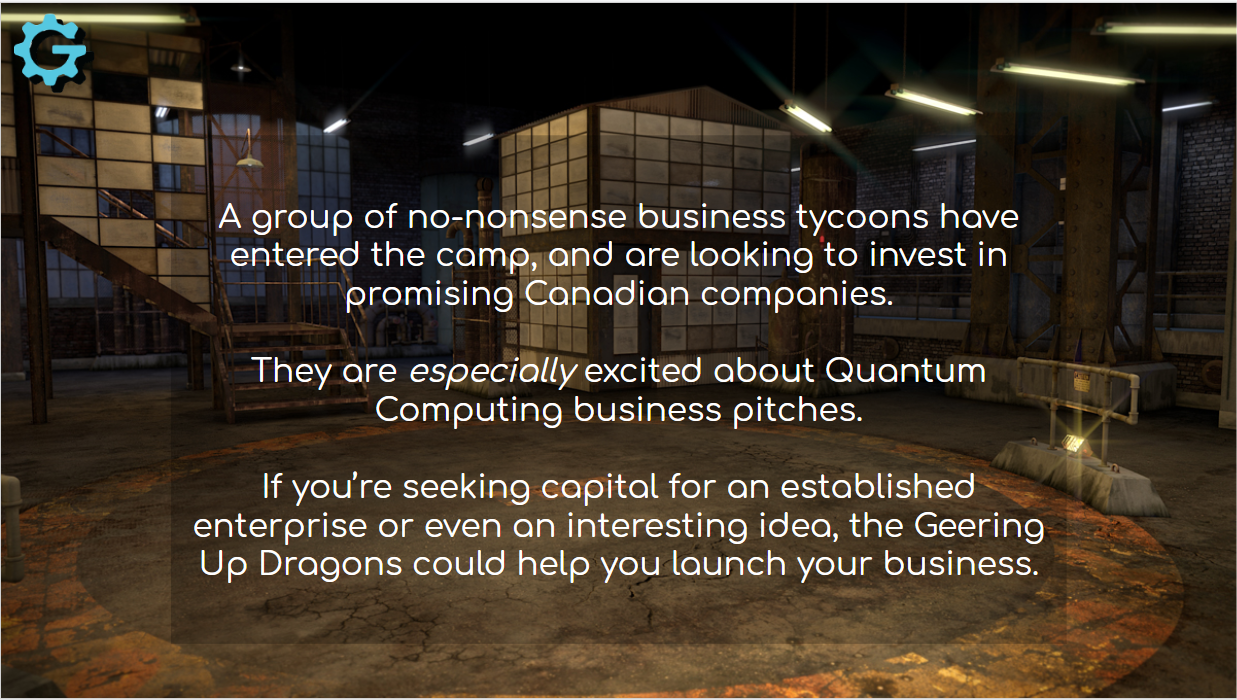 G
A group of no-nonsense business tycoons have
entered the camp, and are looking to invest in
promising Canadian companies.
They are especially excited about Quantum
Computing business pitches.
If you’re seeking capital for an established
enterprise or even an interesting idea, the Geering
Up Dragons could help you launch your business.